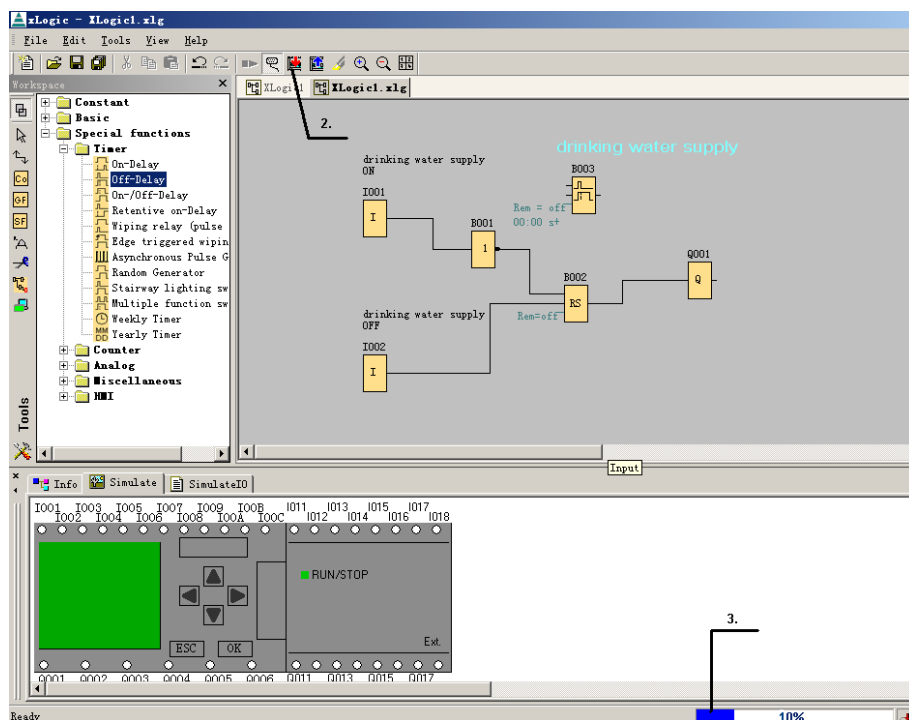 xLogic - XLogic1.xlg
File Edit Tools View Help
Workspace
XLogic1 XLogic1.xlg
Constant
Basic
Special functions
Timer
On-Delay
Off-Delay
On-/Off-Delay
Retentive on-Delay
Wiping relay (pulse
Edge triggered wipin
Asynchronous Pulse G
Random Generator
Stairway lighting sw
Multiple function sw
Weekly Timer
MM DD Yearly Timer
Counter
Analog
Miscellaneous
HMI
Co
GF
SF
A
Tools
2.
drinking water supply
drinking water supply
ON
I001
I
B003
Rem = off
00:00 s+
B001
1
Q001
Q
B002
RS
Rem=off
drinking water supply
OFF
I002
I
Input
Info Simulate SimulateIO
I001 I003 I005 I007 I009 I00B I011 I013 I015 I017
I002 I004 I006 I008 I00A I00C I012 I014 I016 I018
RUN/STOP
Ext.
ESC OK
Q001 Q002 Q003 Q004 Q005 Q006 Q011 Q013 Q015 Q017
3.
Ready
10%